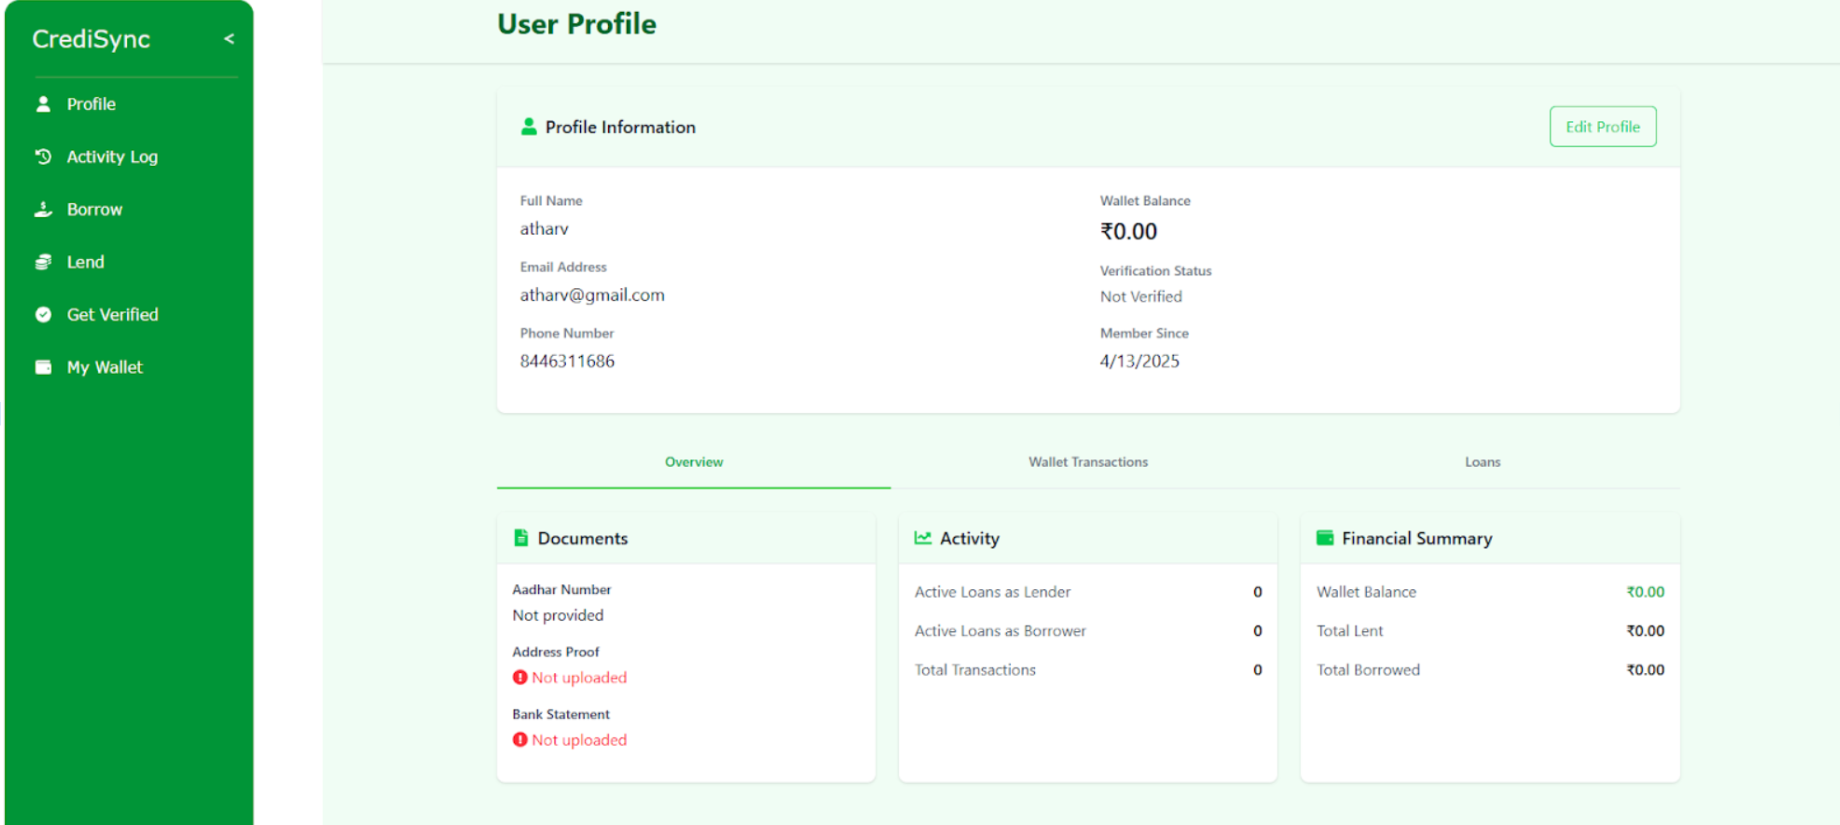 CrediSync <
Profile
Activity Log
Borrow
Lend
Get Verified
My Wallet
User Profile
Profile Information
Edit Profile
Full Name
atharv
Email Address
atharv@gmail.com
Phone Number
8446311686
Wallet Balance
₹0.00
Verification Status
Not Verified
Member Since
4/13/2025
Overview
Wallet Transactions
Loans
Documents
Aadhar Number
Not provided
Address Proof
Not uploaded
Bank Statement
Not uploaded
Activity
Active Loans as Lender 0
Active Loans as Borrower 0
Total Transactions 0
Financial Summary
Wallet Balance ₹0.00
Total Lent ₹0.00
Total Borrowed ₹0.00